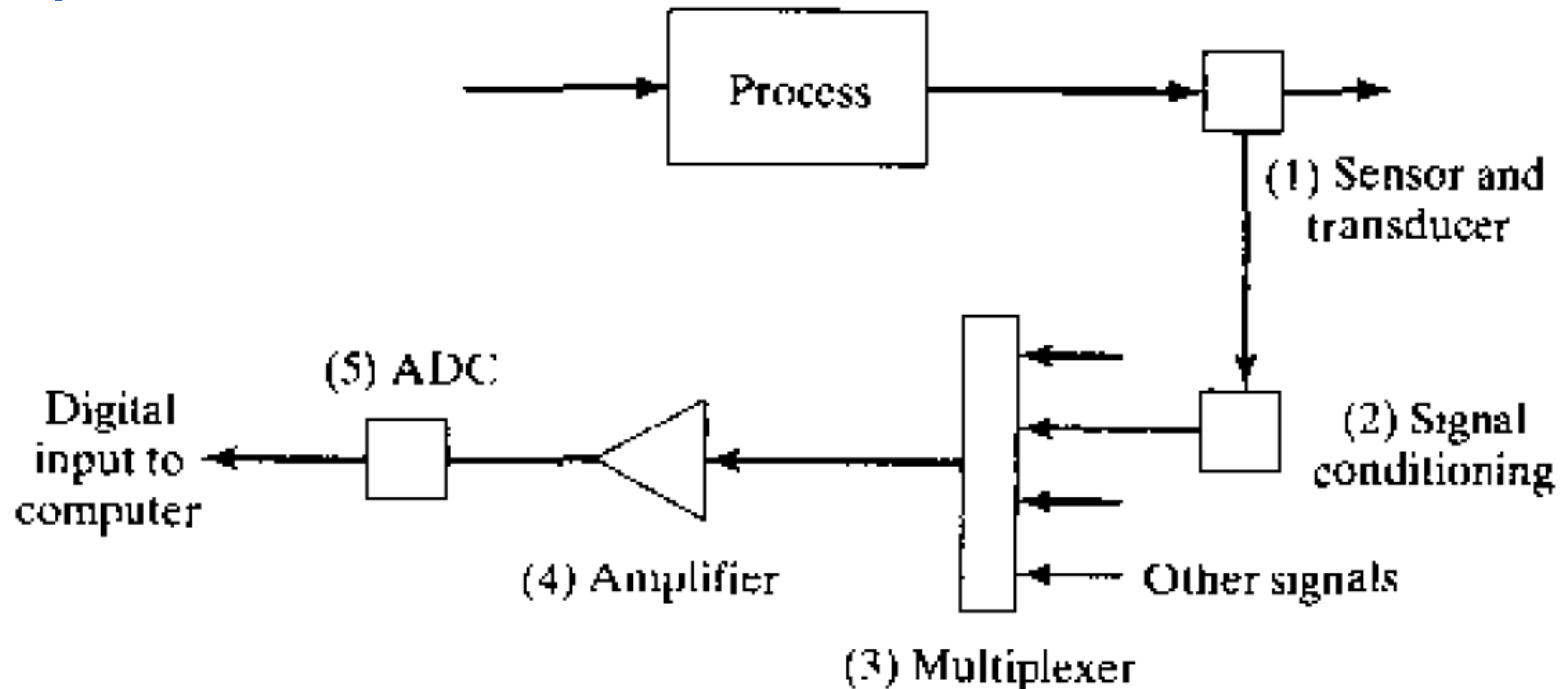 Process
(1) Sensor and
transducer
(5) ADC
Digital
input to
computer
(2) Signal
conditioning
(4) Amplifier
Other signals
(3) Multiplexer